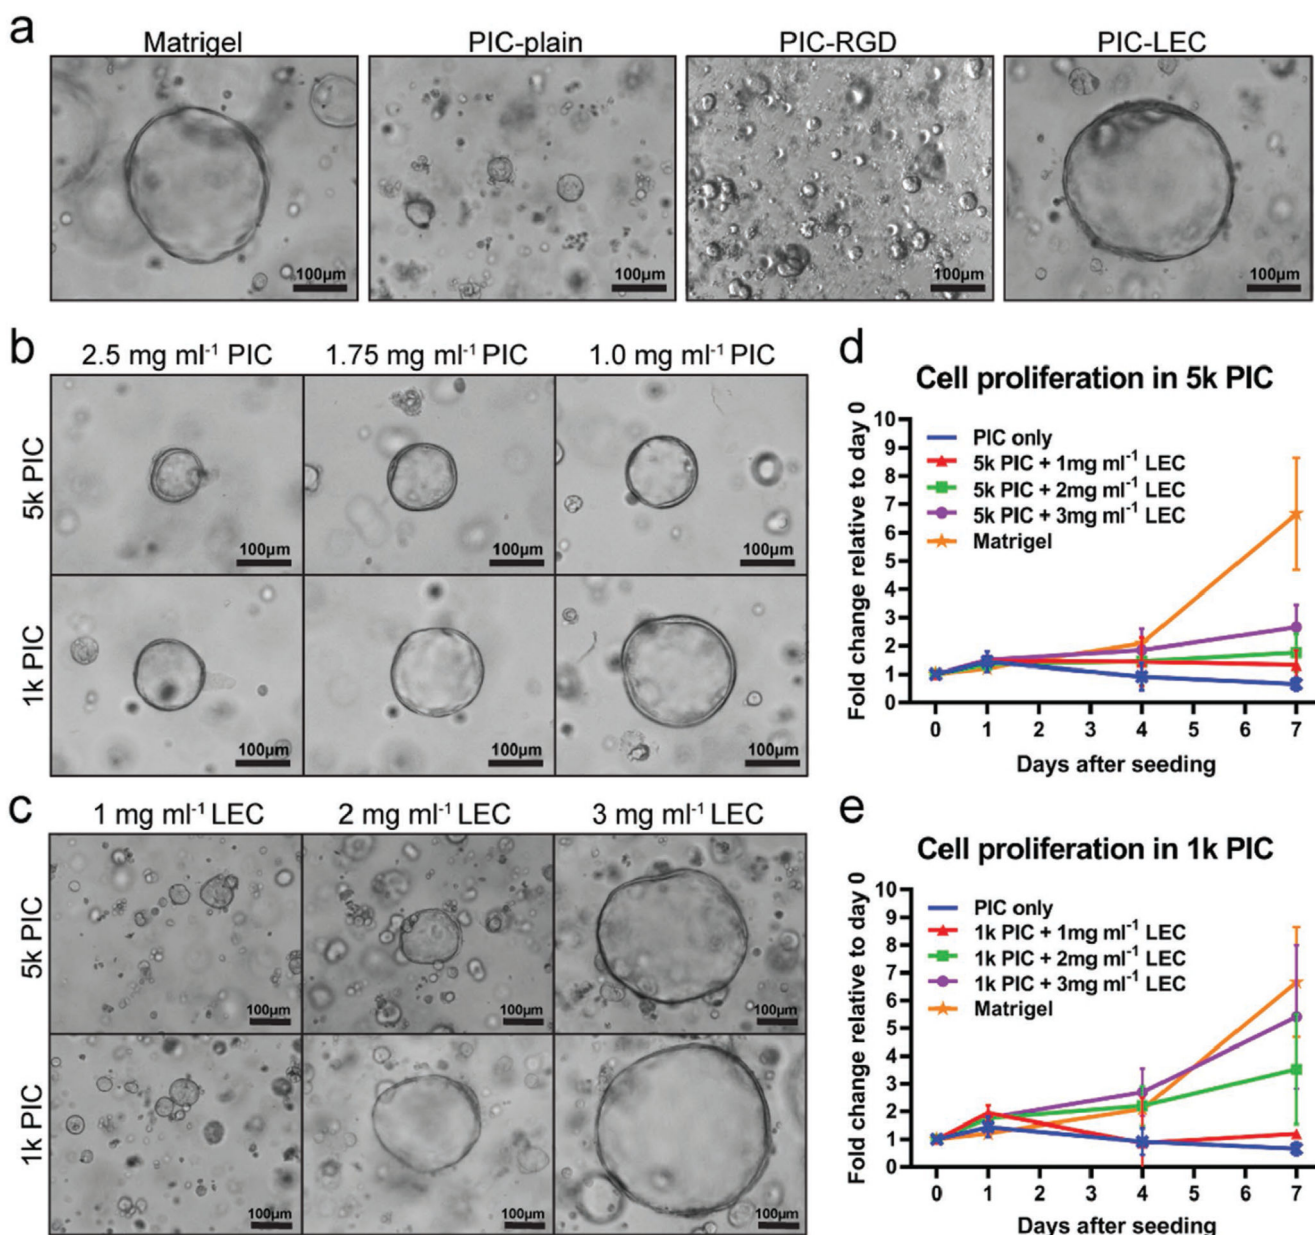 a
Matrigel PIC-plain PIC-RGD PIC-LEC
100µm 100µm 100µm 100µm
b
2.5 mg ml⁻¹ PIC 1.75 mg ml⁻¹ PIC 1.0 mg ml⁻¹ PIC
5k PIC
100µm 100µm 100µm
1k PIC
100µm 100µm 100µm
c
1 mg ml⁻¹ LEC 2 mg ml⁻¹ LEC 3 mg ml⁻¹ LEC
5k PIC
100µm 100µm 100µm
1k PIC
100µm 100µm 100µm
d
Cell proliferation in 5k PIC
Fold change relative to day 0
10
9
8
7
6
5
4
3
2
1
0
PIC only
5k PIC + 1mg ml⁻¹ LEC
5k PIC + 2mg ml⁻¹ LEC
5k PIC + 3mg ml⁻¹ LEC
Matrigel
0 1 2 3 4 5 6 7
Days after seeding
e
Cell proliferation in 1k PIC
Fold change relative to day 0
10
9
8
7
6
5
4
3
2
1
0
PIC only
1k PIC + 1mg ml⁻¹ LEC
1k PIC + 2mg ml⁻¹ LEC
1k PIC + 3mg ml⁻¹ LEC
Matrigel
0 1 2 3 4 5 6 7
Days after seeding